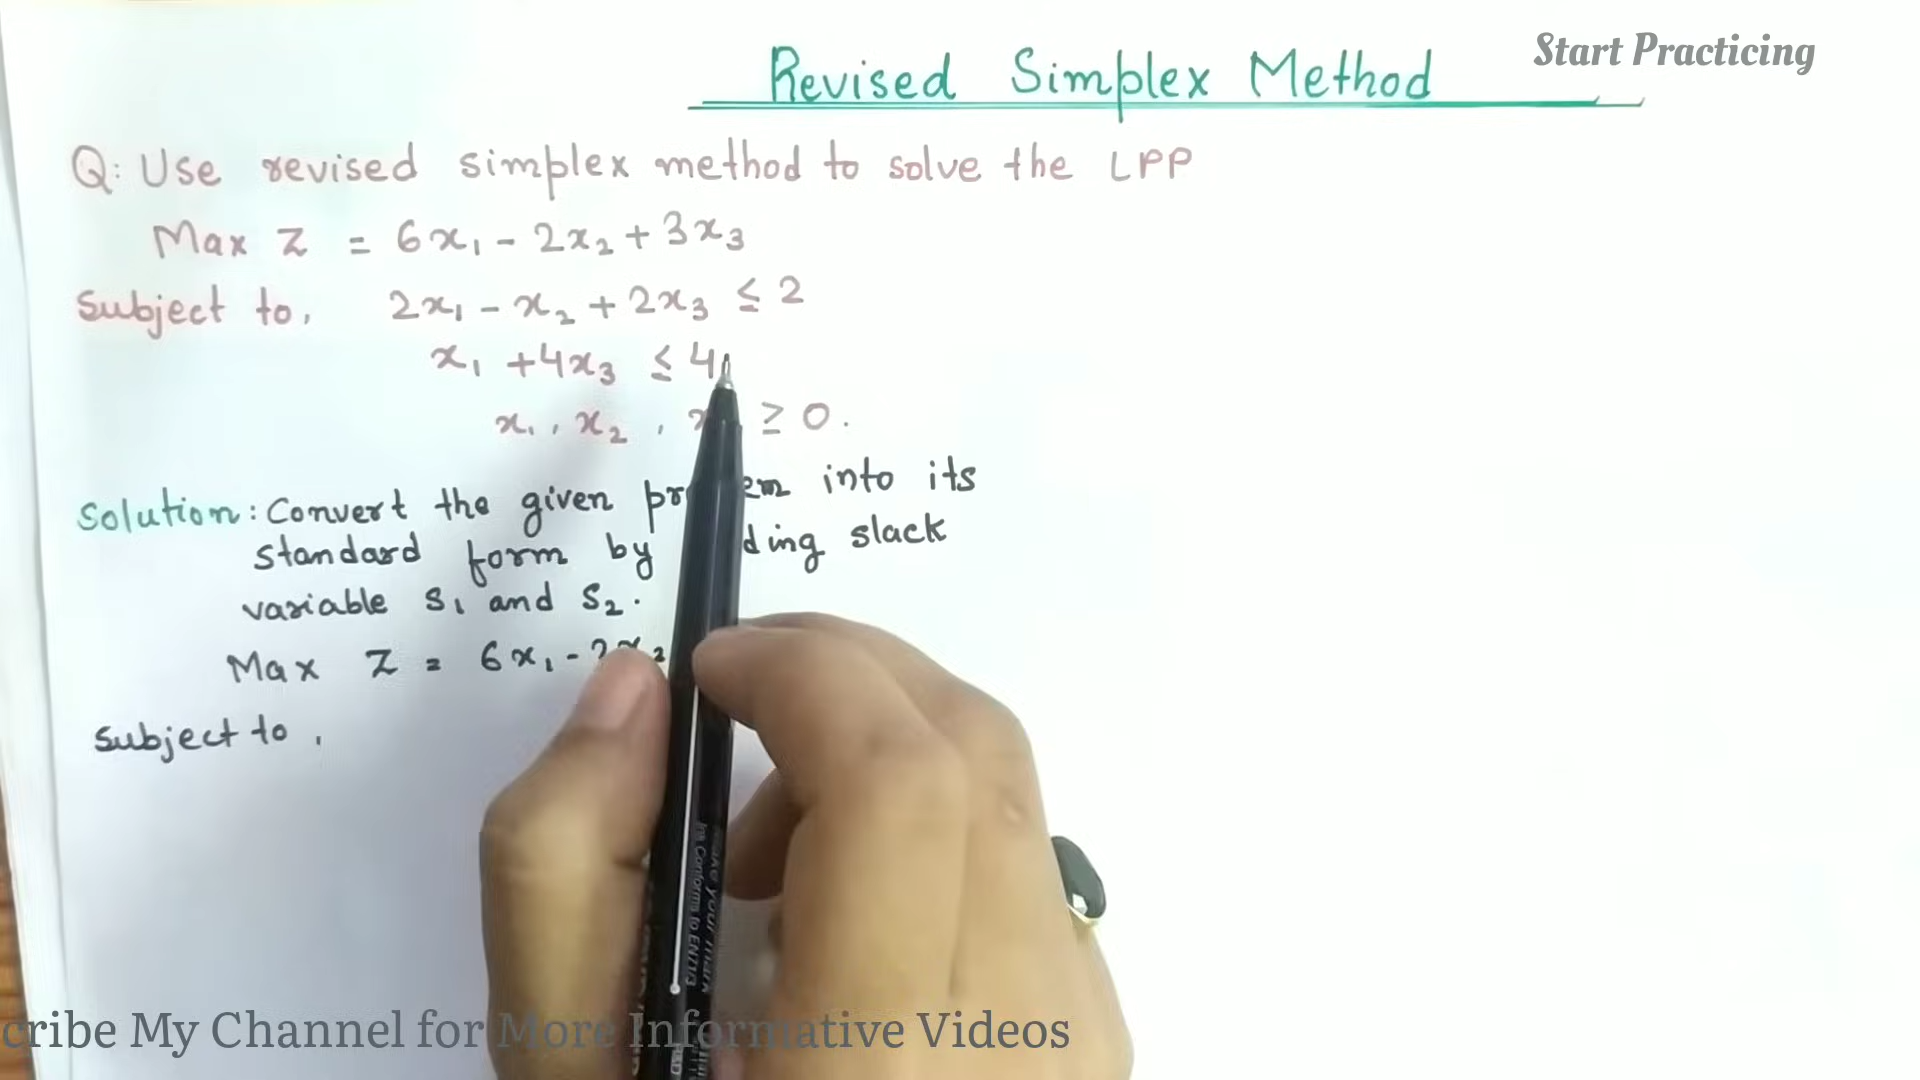 Start Practicing
Revised Simplex Method
Q: Use revised simplex method to solve the LPP
Max Z = 6x₁ - 2x₂ + 3x₃
Subject to, 2x₁ - x₂ + 2x₃ ≤ 2
x₁ + 4x₃ ≤ 4
x₁, x₂, ≥ 0.
Solution: Convert the given into its
standard form by slack
variable S₁ and S₂.
Max Z = 6x₁ - 2x₂
Subject to,
cribe My Channel for More Informative Videos